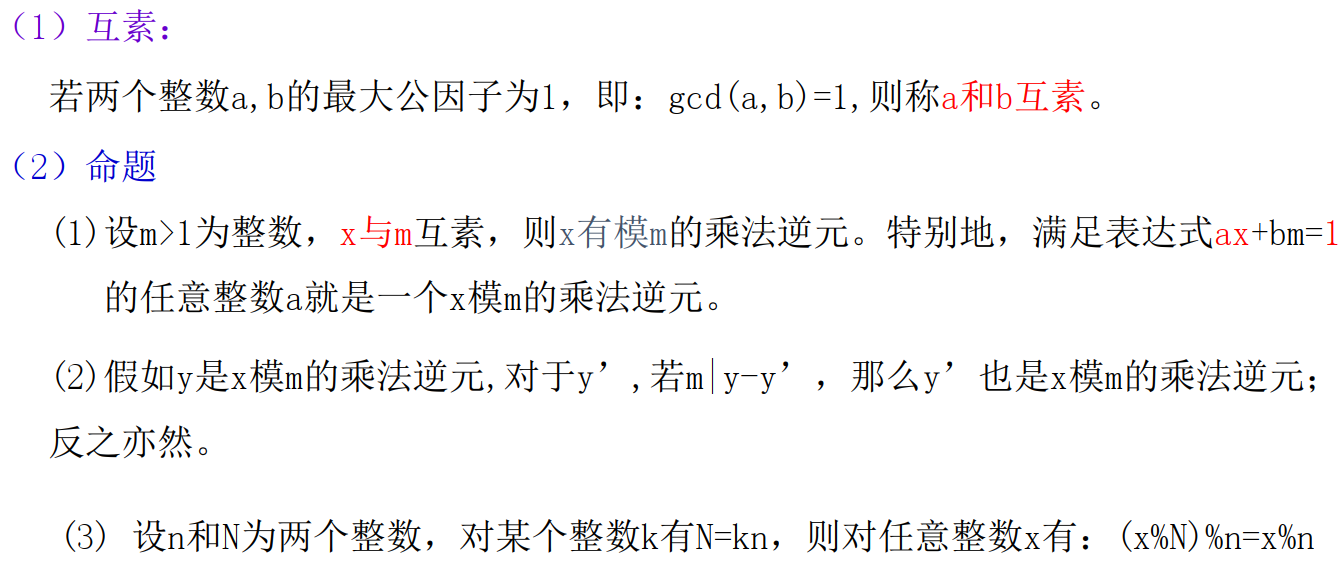 （1）互素：
若两个整数a,b的最大公因子为1，即：gcd(a,b)=1,则称a和b互素。
（2）命题
(1)设m>1为整数，x与m互素，则x有模m的乘法逆元。特别地，满足表达式ax+bm=1
的任意整数a就是一个x模m的乘法逆元。
(2)假如y是x模m的乘法逆元,对于y’,若m|y-y’，那么y’也是x模m的乘法逆元；
反之亦然。
(3) 设n和N为两个整数，对某个整数k有N=kn，则对任意整数x有：(x%N)%n=x%n